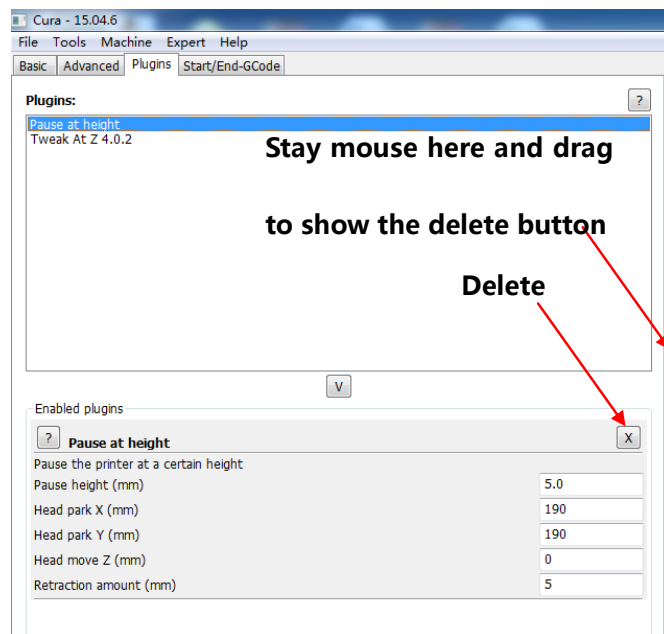 Cura - 15.04.6
File Tools Machine Expert Help
Basic Advanced Plugins Start/End-GCode
Plugins: ?
Pause at height
Tweak At Z 4.0.2
Stay mouse here and drag
to show the delete button
Delete
V
Enabled plugins
? Pause at height X
Pause the printer at a certain height
Pause height (mm) 5.0
Head park X (mm) 190
Head park Y (mm) 190
Head move Z (mm) 0
Retraction amount (mm) 5